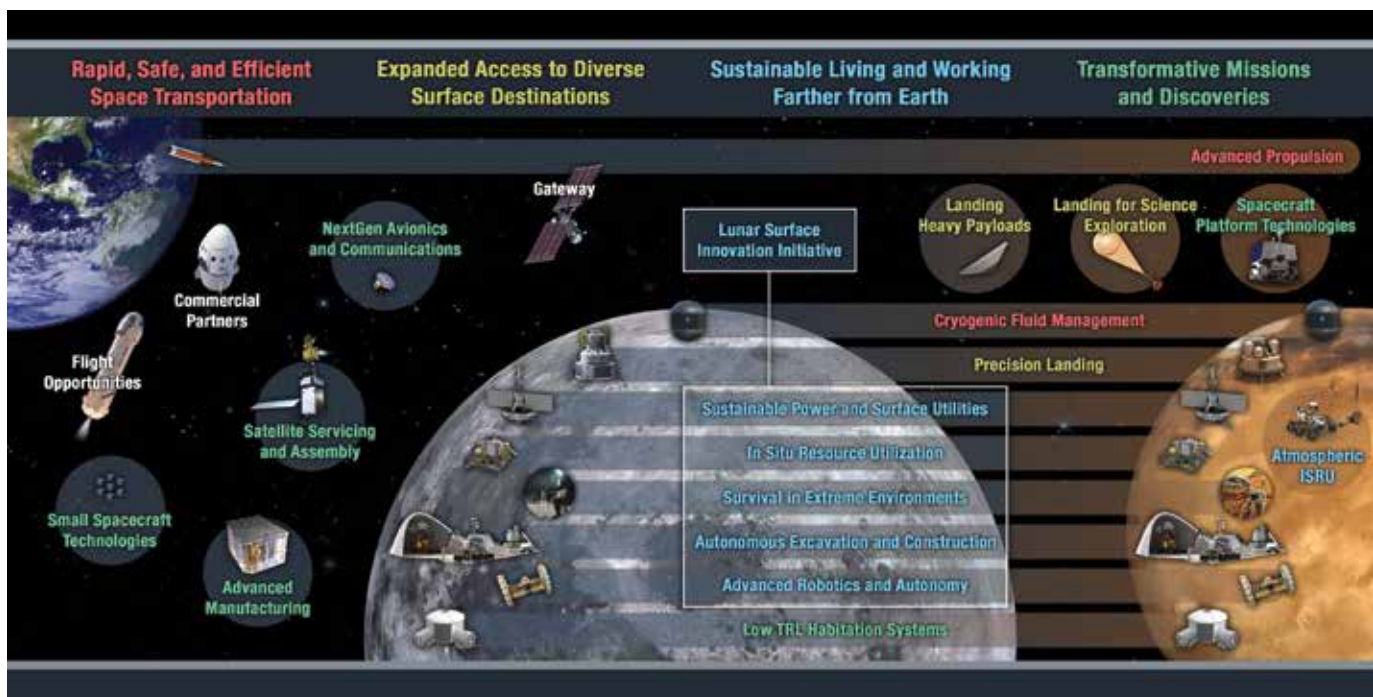 Rapid, Safe, and Efficient
Space Transportation
Expanded Access to Diverse
Surface Destinations
Sustainable Living and Working
Farther from Earth
Transformative Missions
and Discoveries
Advanced Propulsion
Gateway
Landing
Heavy Payloads
Landing for Science
Exploration
Spacecraft
Platform Technologies
NextGen Avionics
and Communications
Lunar Surface
Innovation Initiative
Commercial
Partners
Cryogenic Fluid Management
Flight
Opportunities
Precision Landing
Sustainable Power and Surface Utilities
Satellite Servicing
and Assembly
In Situ Resource Utilization
Atmospheric
ISRU
Survival in Extreme Environments
Small Spacecraft
Technologies
Autonomous Excavation and Construction
Advanced
Manufacturing
Advanced Robotics and Autonomy
Low TRL Habitation Systems